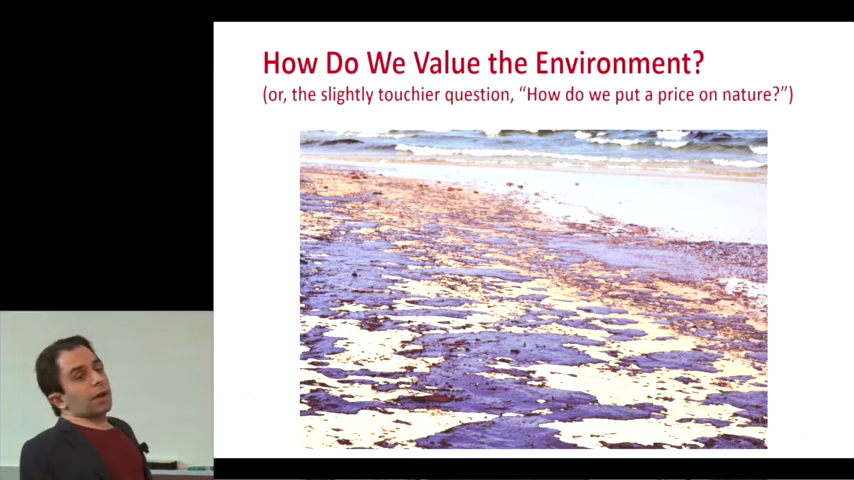 How Do We Value the Environment?
(or, the slightly touchier question, “How do we put a price on nature?”)